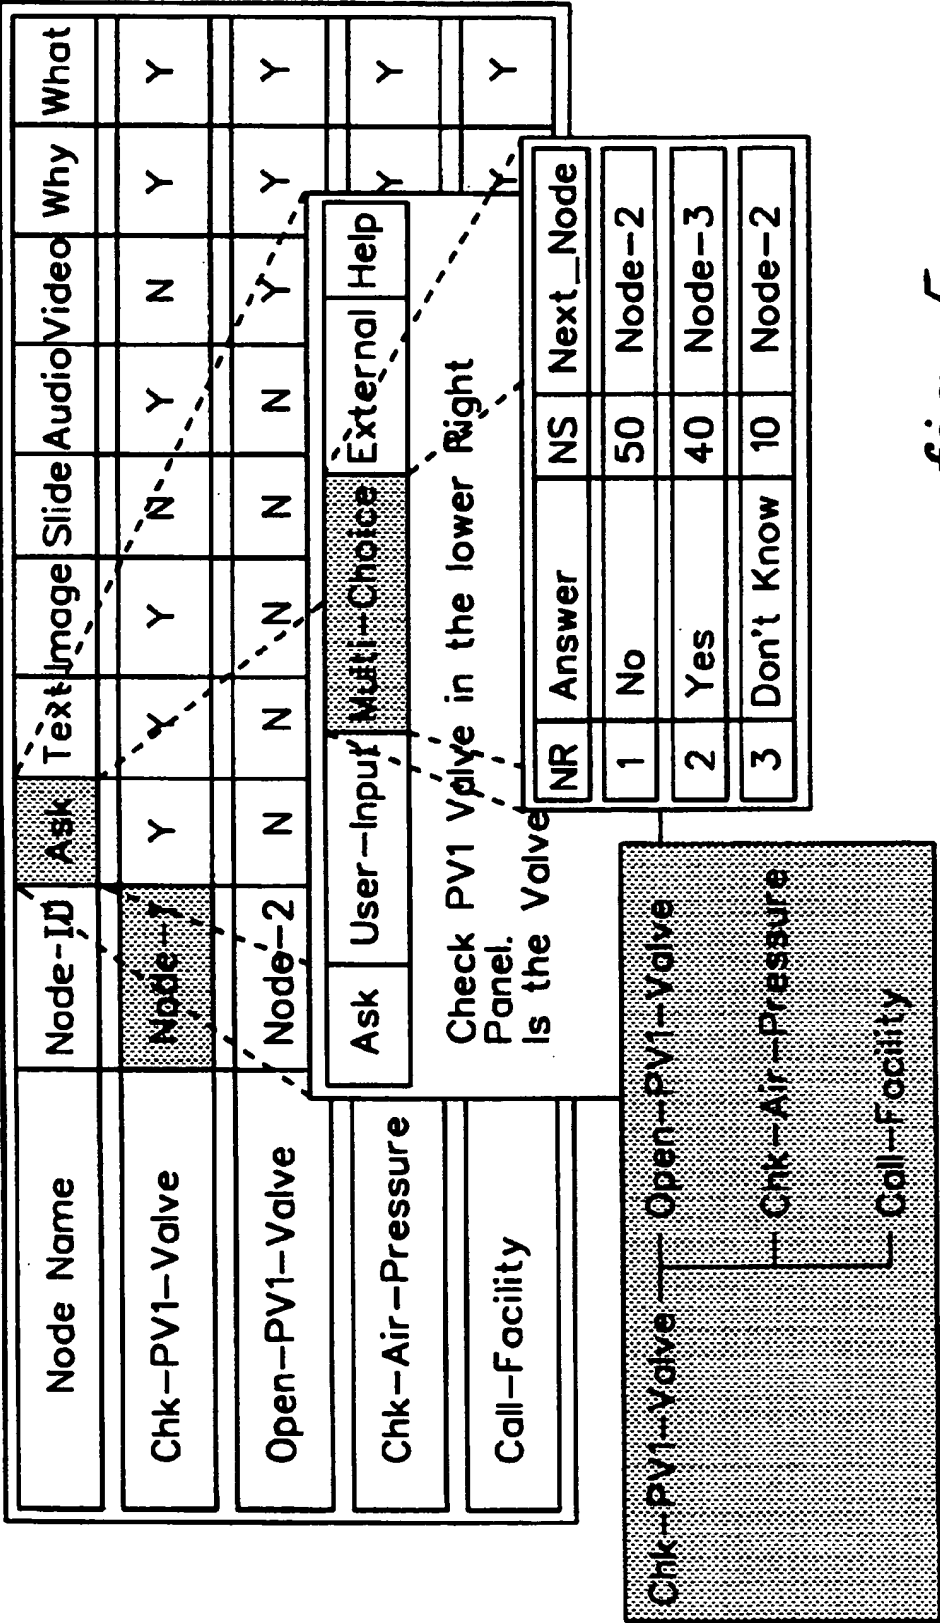 Node Name Node-ID Ask Text Image Slide Audio Video Why What
Chk-PV1-Valve Node-1 Y Y Y N Y N Y Y
Open-PV1-Valve Node-2 N N N N N Y Y Y
Chk-Air-Pressure Y Y
Call-Facility Y Y
Ask User-Input Multi-Choice External Help
Check PV1 Valve in the lower Right
Panel.
Is the Valve
NR Answer NS Next_Node
1 No 50 Node-2
2 Yes 40 Node-3
3 Don't Know 10 Node-2
Chk-PV1-Valve Open-PV1-Valve
Chk-Air-Pressure
Call-Facility